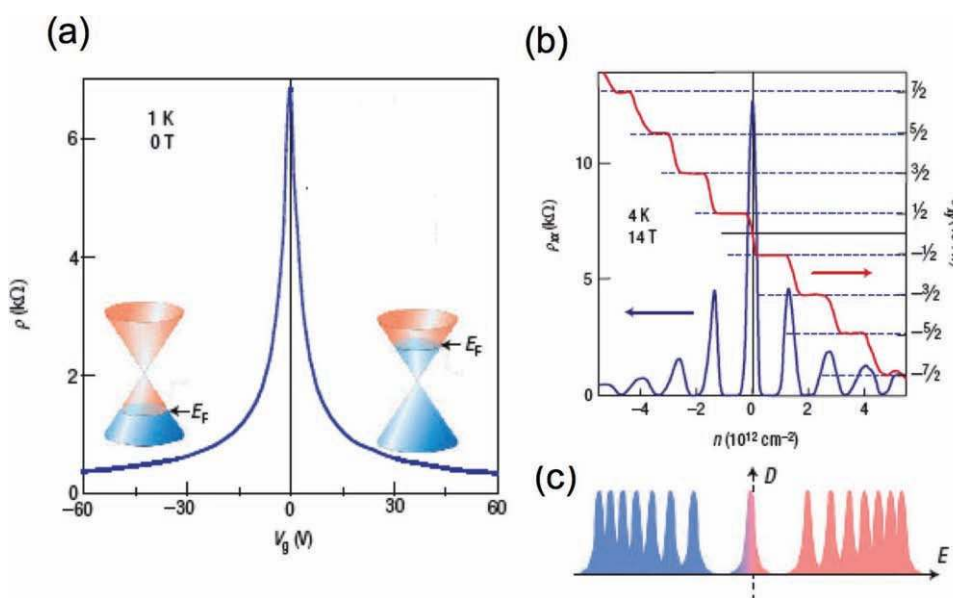 (a)
1 K
0 T
6
4
2
0
ρ (kΩ)
E_F
E_F
−60
−30
0
30
60
V_g (V)
(b)
10
5
0
ρ_xx (kΩ)
4 K
14 T
7/2
5/2
3/2
1/2
−1/2
−3/2
−5/2
−7/2
−4
−2
0
2
4
n (10¹² cm⁻²)
(c)
D
E